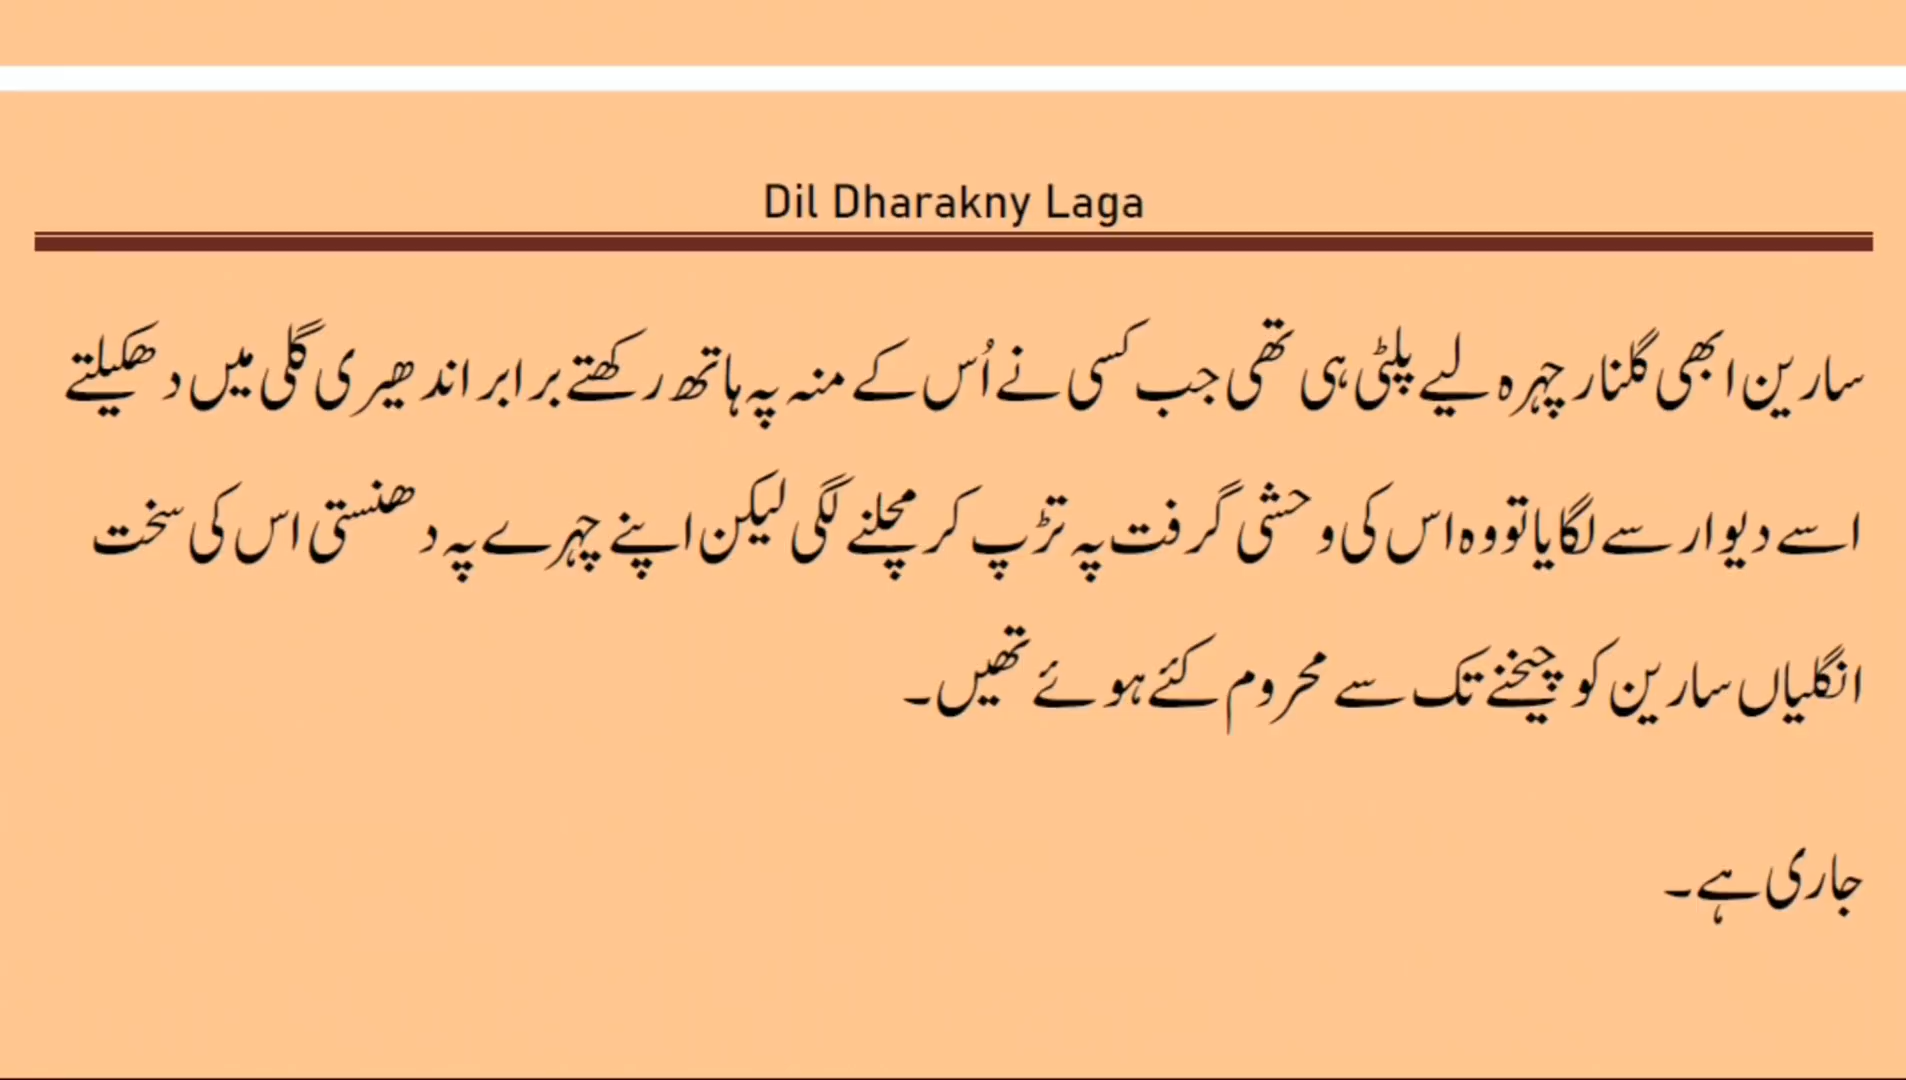 Dil Dharakny Laga
سارین ابھی گلنار چہرہ لیے پلٹی ہی تھی جب کسی نے اُس کے منہ پہ ہاتھ رکھتے برابر اندھیری گلی میں دھکیلتے
اسے دیوار سے لگایا تو وہ اس کی وحشی گرفت پہ تڑپ کر مچلنے لگی لیکن اپنے چہرے پہ دھنستی اس کی سخت
انگلیاں سارین کو چیخنے تک سے محروم کئے ہوئے تھیں۔
جاری ہے۔